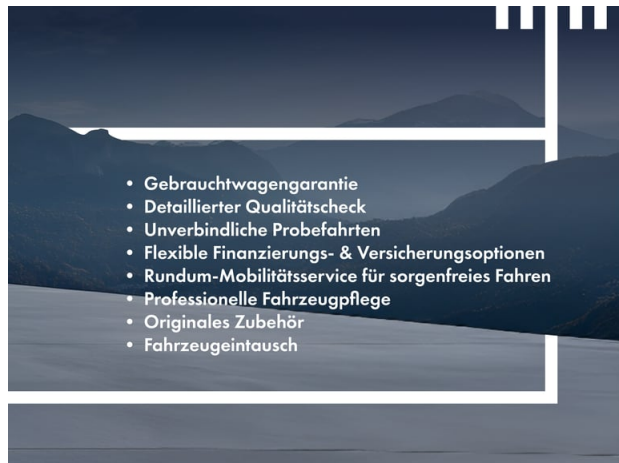 • Gebrauchtwagengarantie
• Detaillierter Qualitätscheck
• Unverbindliche Probefahrten
• Flexible Finanzierungs- & Versicherungsoptionen
• Rundum-Mobilitätsservice für sorgenfreies Fahren
• Professionelle Fahrzeugpflege
• Originales Zubehör
• Fahrzeugeintausch